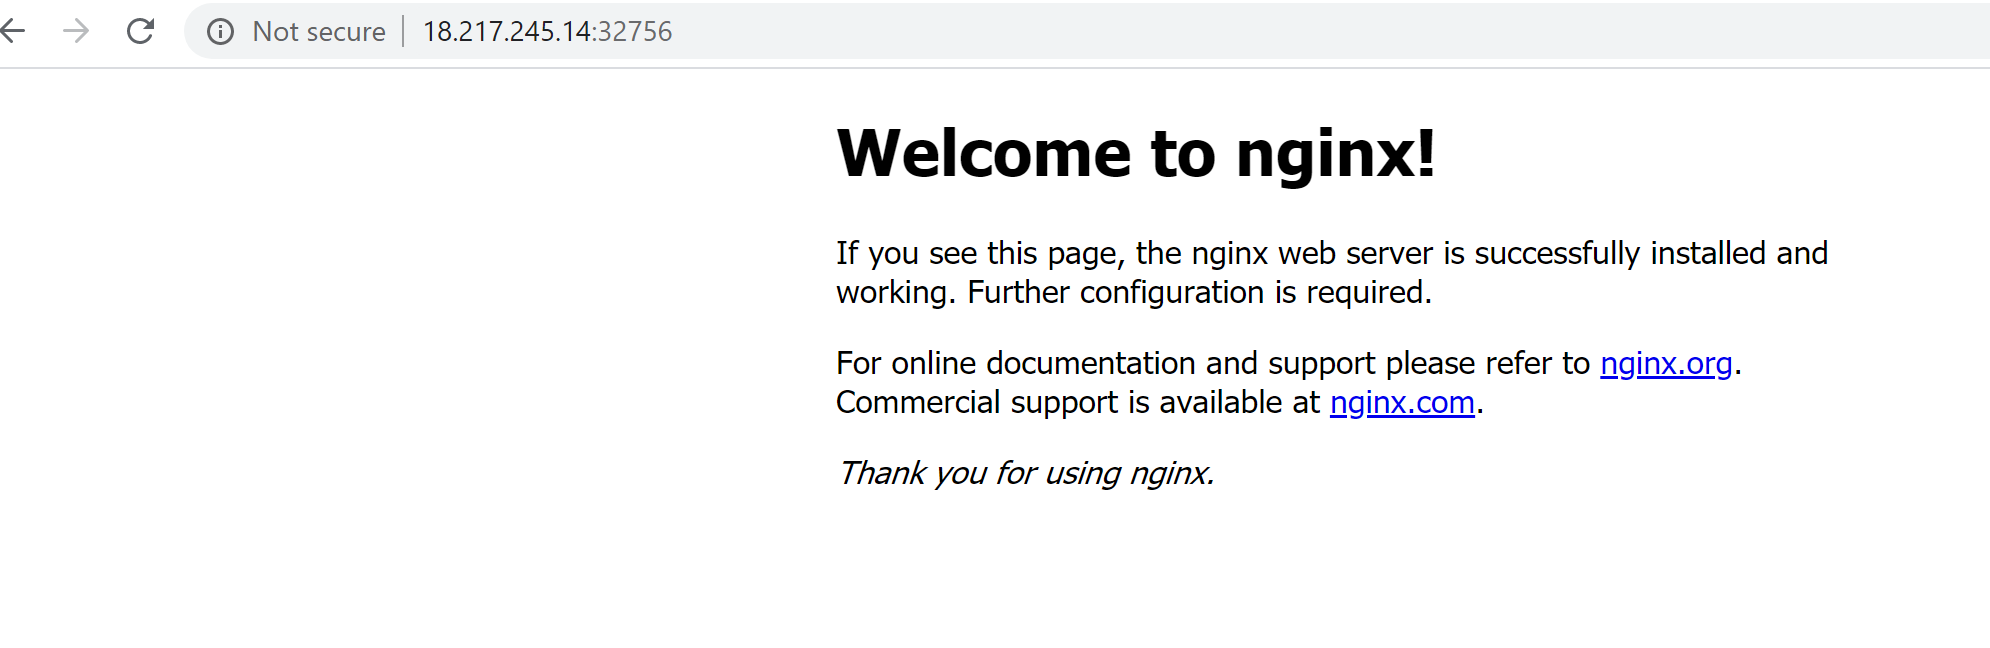 Not secure | 18.217.245.14:32756
Welcome to nginx!
If you see this page, the nginx web server is successfully installed and
working. Further configuration is required.
For online documentation and support please refer to nginx.org.
Commercial support is available at nginx.com.
Thank you for using nginx.